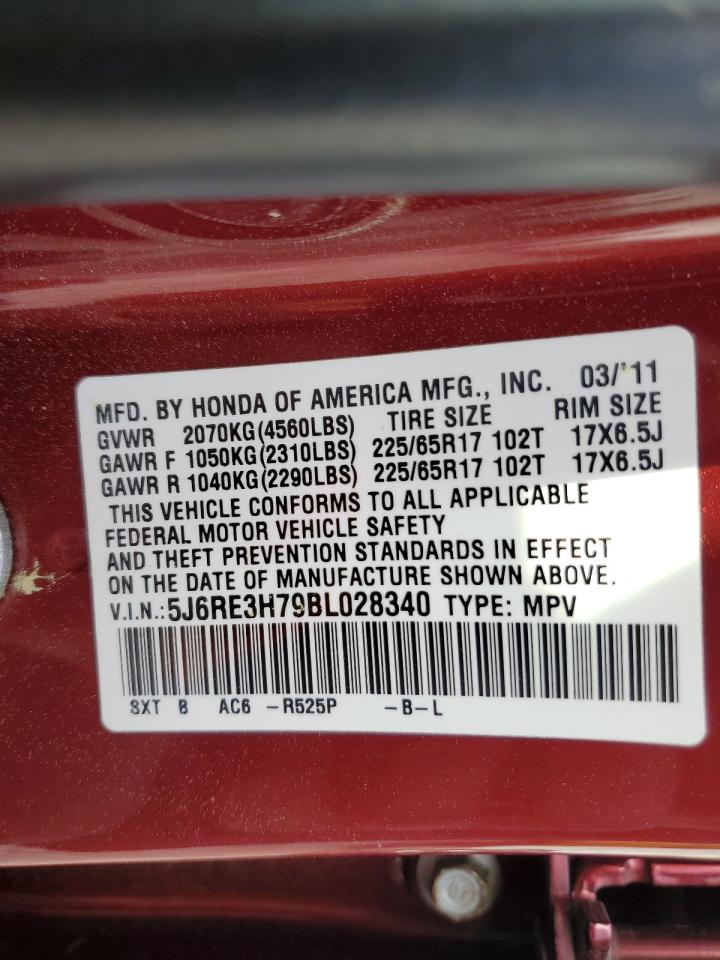 MFD. BY HONDA OF AMERICA MFG., INC. 03/'11
GVWR 2070KG(4560LBS) TIRE SIZE RIM SIZE
GAWR F 1050KG(2310LBS) 225/65R17 102T 17X6.5J
GAWR R 1040KG(2290LBS) 225/65R17 102T 17X6.5J
THIS VEHICLE CONFORMS TO ALL APPLICABLE
FEDERAL MOTOR VEHICLE SAFETY
AND THEFT PREVENTION STANDARDS IN EFFECT
ON THE DATE OF MANUFACTURE SHOWN ABOVE.
V.I.N.:5J6RE3H79BL028340 TYPE: MPV
SXT B AC6 -R525P -B-L